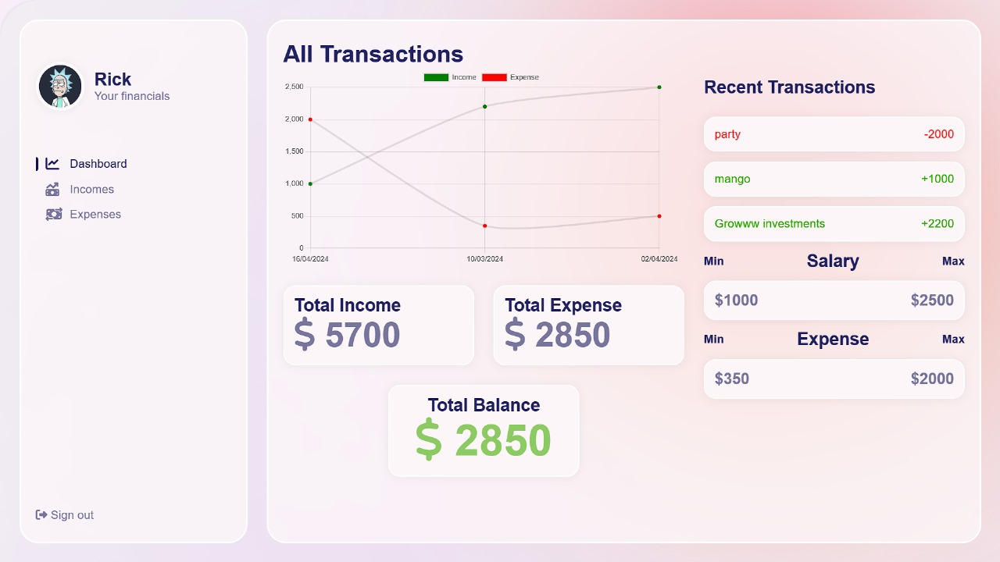 Rick
Your financials
Dashboard
Incomes
Expenses
Sign out
All Transactions
Income Expense
2,500
2,000
1,500
1,000
500
0
16/04/2024 10/03/2024 02/04/2024
Total Income
$ 5700
Total Expense
$ 2850
Total Balance
$ 2850
Recent Transactions
party -2000
mango +1000
Growww investments +2200
Min Salary Max
$1000 $2500
Min Expense Max
$350 $2000